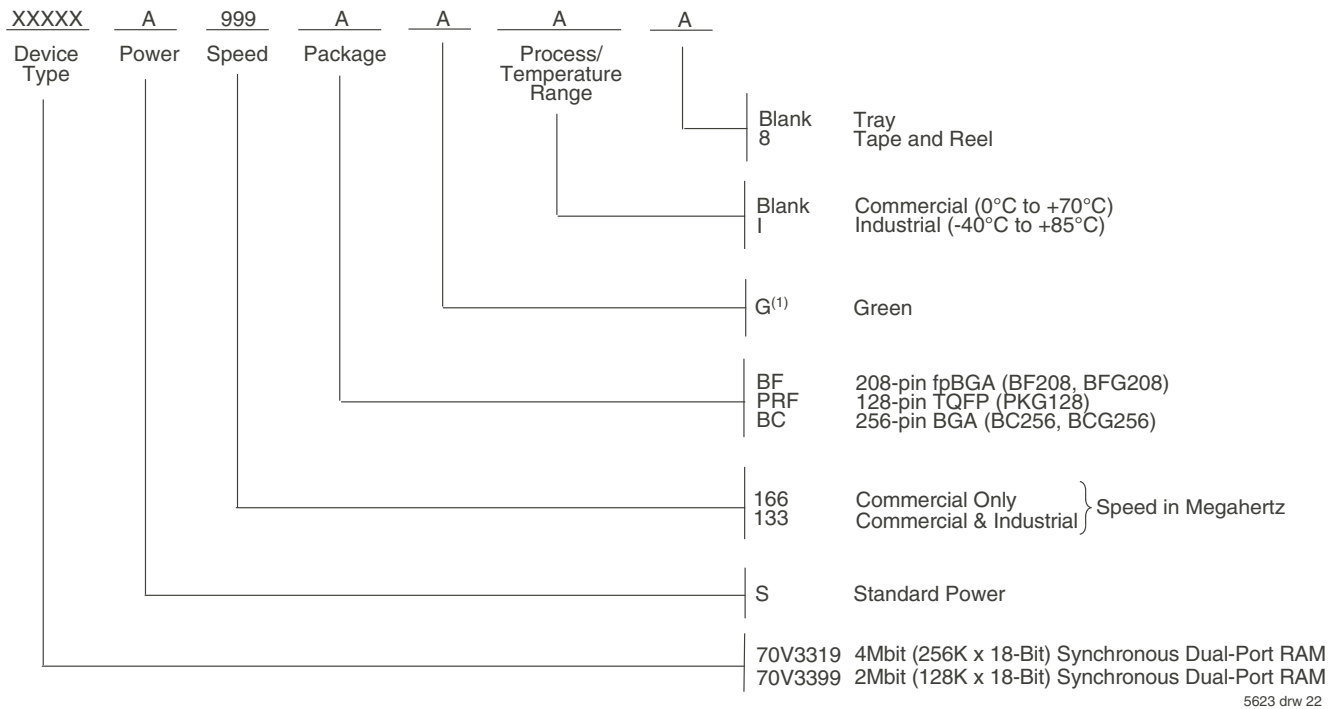 XXXXX A 999 A A A A
Device Type Power Speed Package Process/ Temperature Range
Blank Tray
8 Tape and Reel
Blank Commercial (0°C to +70°C)
I Industrial (-40°C to +85°C)
G(1) Green
BF 208-pin fpBGA (BF208, BFG208)
PRF 128-pin TQFP (PKG128)
BC 256-pin BGA (BC256, BCG256)
166 Commercial Only
133 Commercial & Industrial
Speed in Megahertz
S Standard Power
70V3319 4Mbit (256K x 18-Bit) Synchronous Dual-Port RAM
70V3399 2Mbit (128K x 18-Bit) Synchronous Dual-Port RAM
5623 drw 22